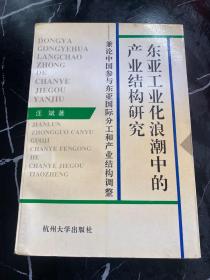 东亚工业化浪潮中的
产业结构研究
——兼论中国参与东亚国际分工和产业结构调整
DONGYA
GONGYEHUA
LANGCHAO
ZHONG DE
CHANYE
JIEGOU
YANJIU
汪斌 著
JIANLUN
ZHONGGUO CANYU
GUOJI
CHANYE FENGONG
HE CHANYE JIEGOU
DIAOZHENG
杭州大学出版社